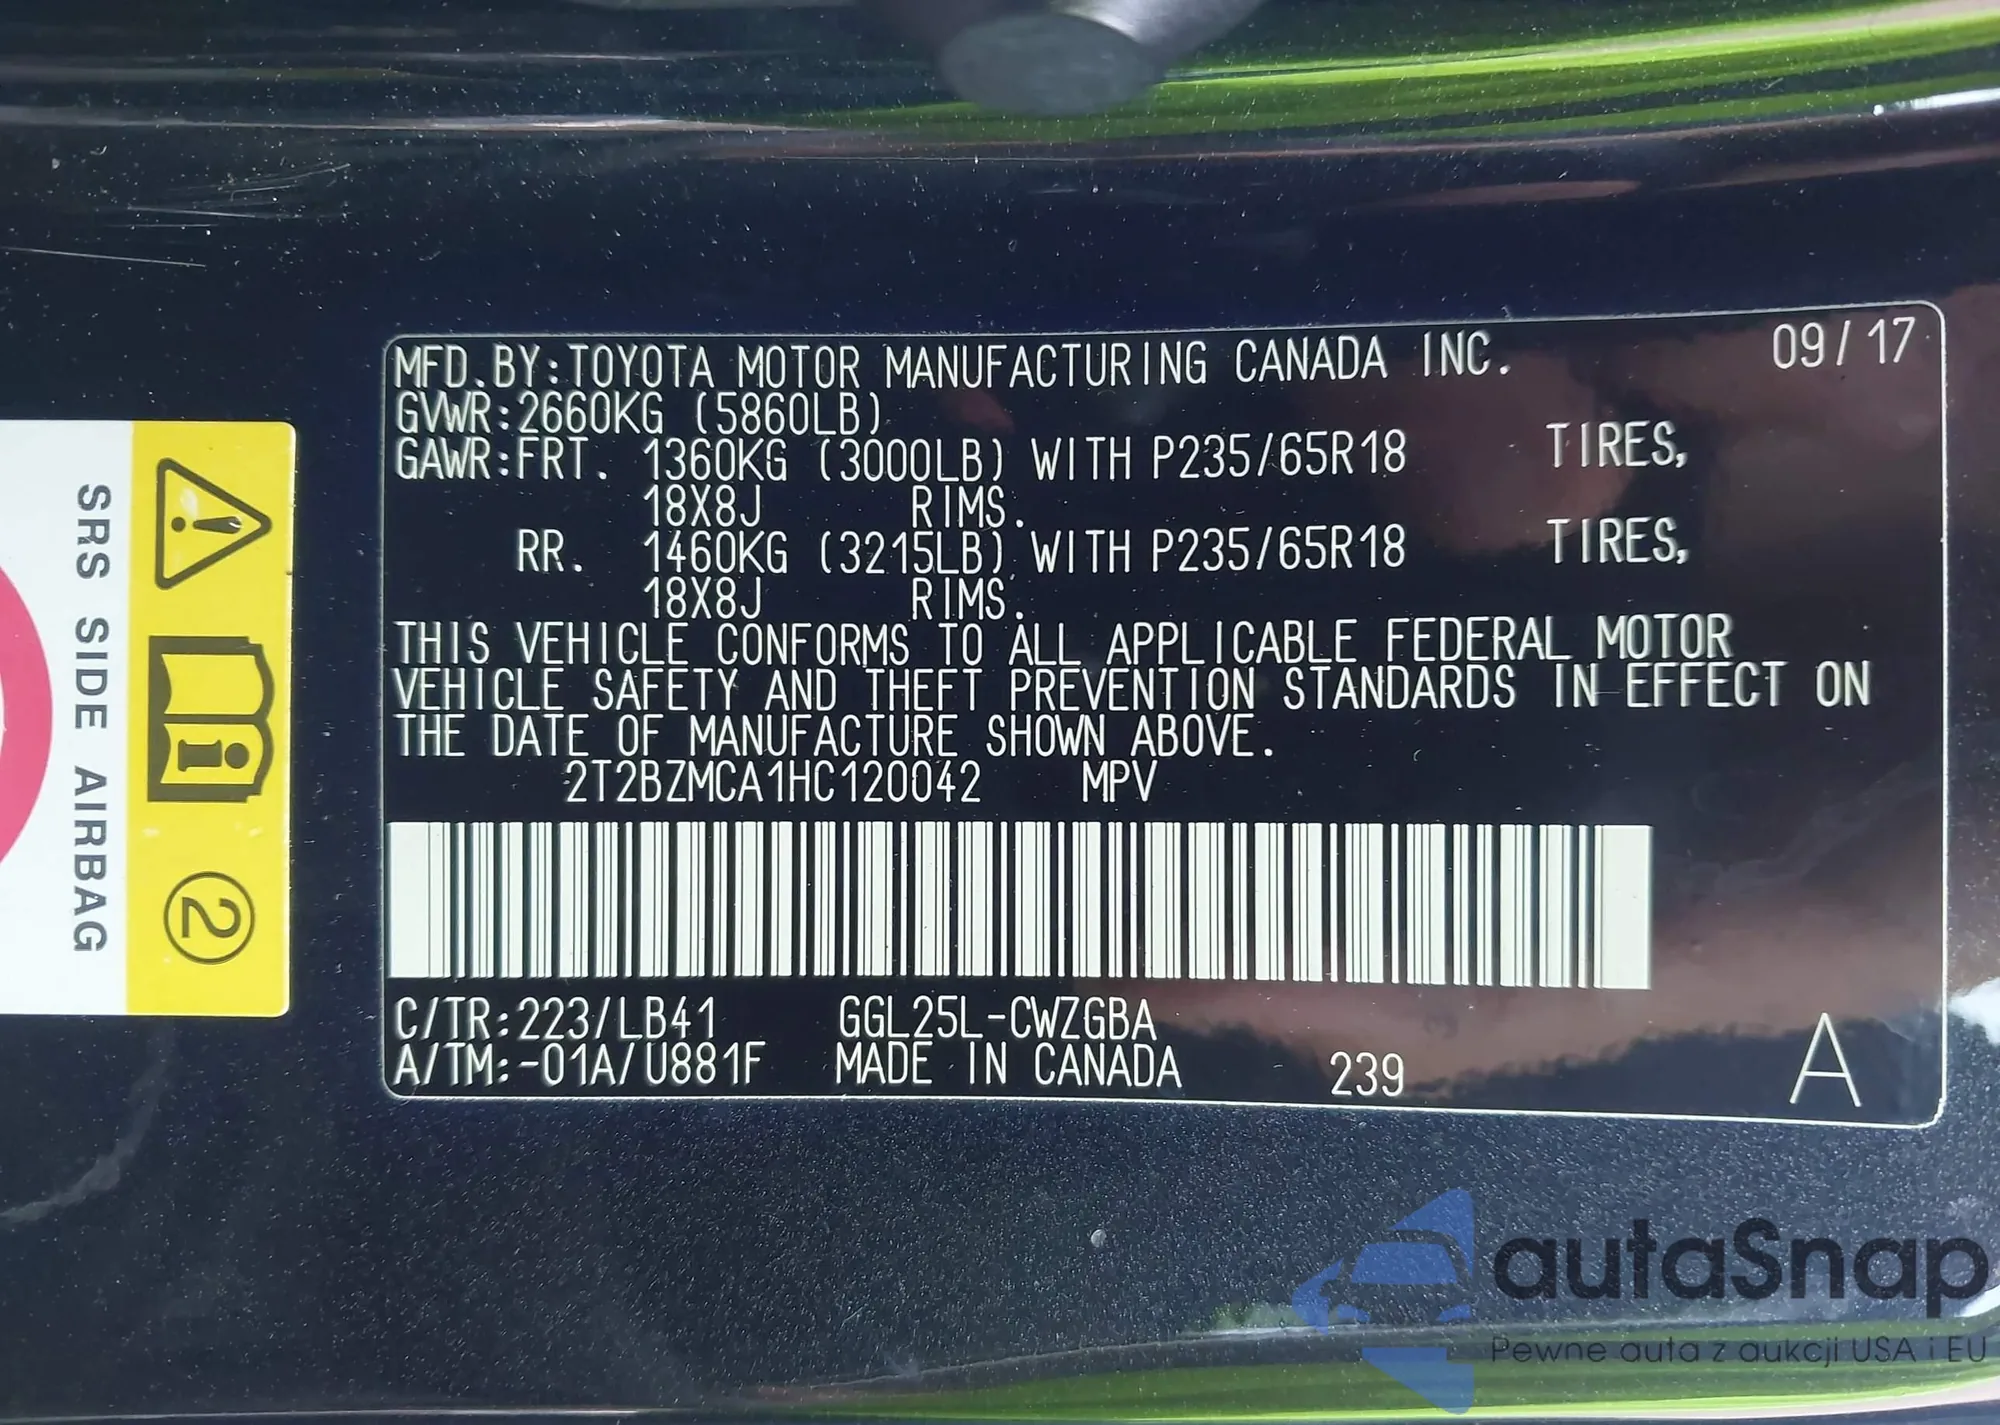 MFD.BY:TOYOTA MOTOR MANUFACTURING CANADA INC. 09/17
GVWR:2660KG (5860LB)
GAWR:FRT. 1360KG (3000LB) WITH P235/65R18 TIRES,
18X8J RIMS.
RR. 1460KG (3215LB) WITH P235/65R18 TIRES,
18X8J RIMS.
THIS VEHICLE CONFORMS TO ALL APPLICABLE FEDERAL MOTOR
VEHICLE SAFETY AND THEFT PREVENTION STANDARDS IN EFFECT ON
THE DATE OF MANUFACTURE SHOWN ABOVE.
2T2BZMCA1HC120042 MPV
C/TR:223/LB41 GGL25L-CWZGBA
A/TM:-01A/U881F MADE IN CANADA 239 A
SRS SIDE AIRBAG
2
autaSnap
Pewne auta z aukcji USA i EU